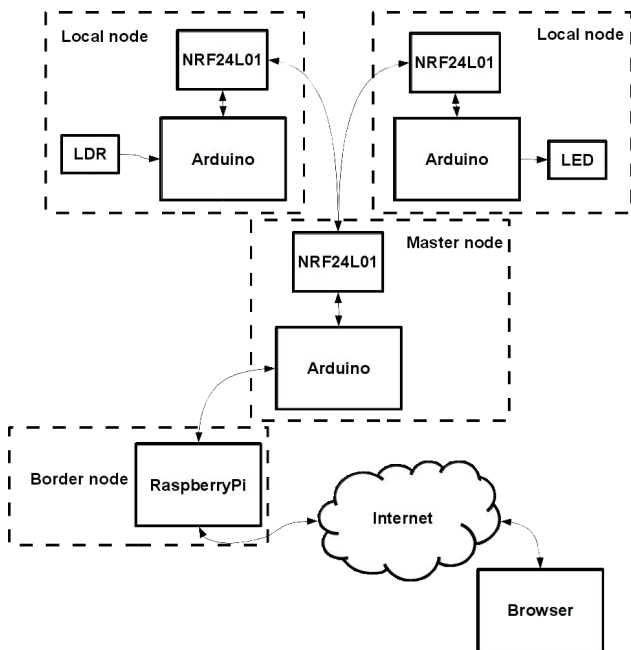 Local node
Local node
NRF24L01
NRF24L01
LDR
Arduino
Arduino
LED
Master node
NRF24L01
Arduino
Border node
RaspberryPi
Internet
Browser